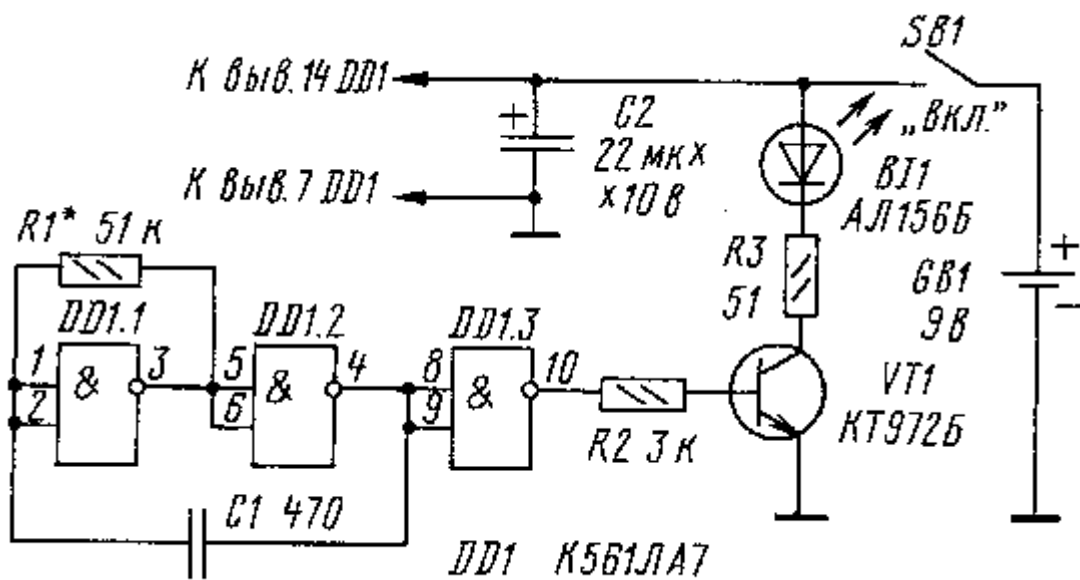 SB1
К выв.14 DD1
„Вкл."
+
C2
22 мк×
×10 В
BI1
АЛ156Б
К выв.7 DD1
R1* 51 к
R3
51
+
GB1
9 В
−
DD1.1
DD1.2
DD1.3
1
2
&
3
5
6
&
4
8
9
&
10
R2 3 к
VT1
КТ972Б
C1 470
DD1 К561ЛА7